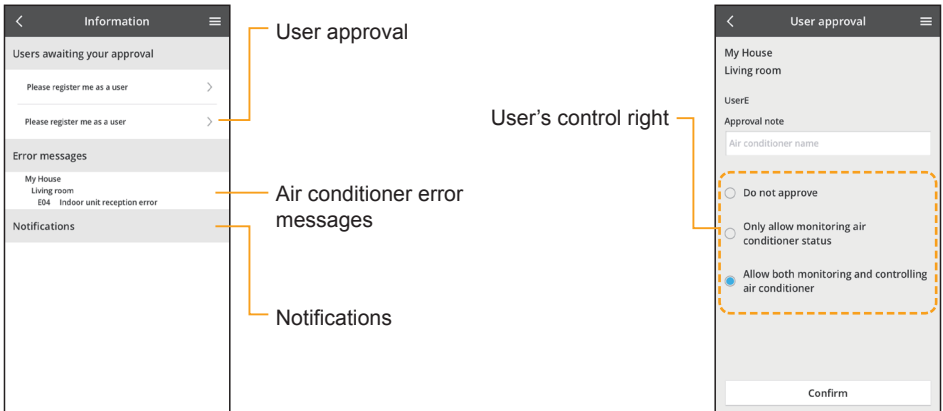 Information
Users awaiting your approval
Please register me as a user
Please register me as a user
Error messages
My House
Living room
E04 Indoor unit reception error
Notifications
User approval
Air conditioner error
messages
Notifications
User's control right
User approval
My House
Living room
UserE
Approval note
Air conditioner name
Do not approve
Only allow monitoring air
conditioner status
Allow both monitoring and controlling
air conditioner
Confirm